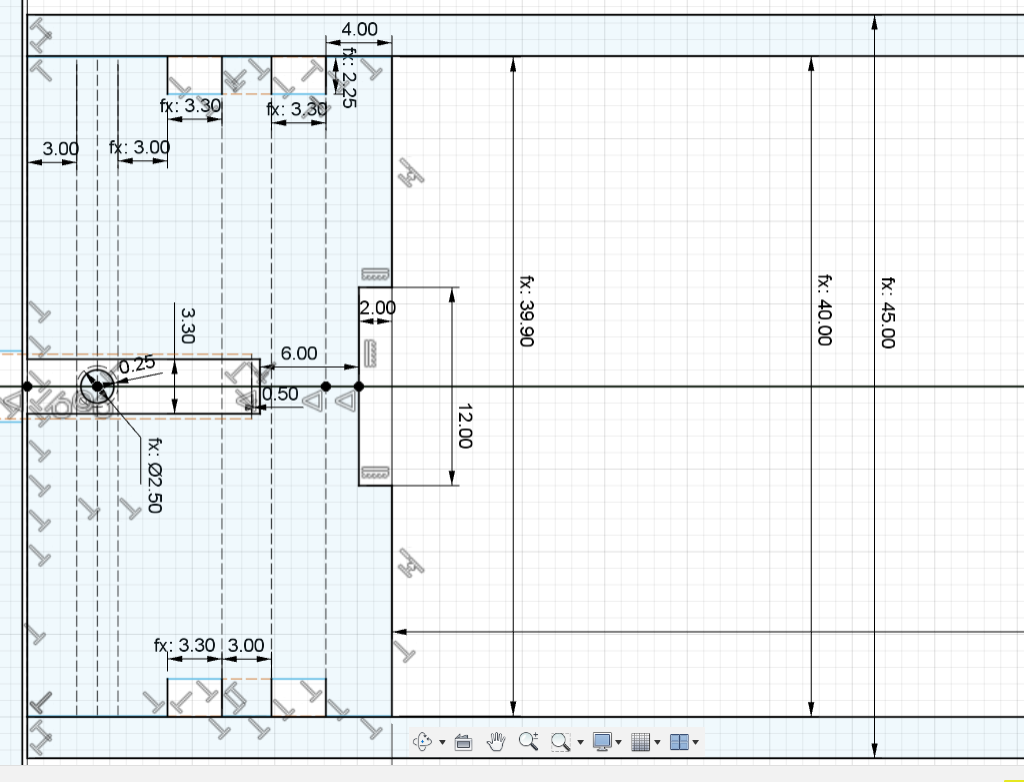 4.00
fx: 2.25
fx: 3.30
fx: 3.30
3.00
fx: 3.00
2.00
fx: 39.90
fx: 40.00
fx: 45.00
3.30
6.00
0.25
0.50
12.00
fx: Ø2.50
fx: 3.30
3.00